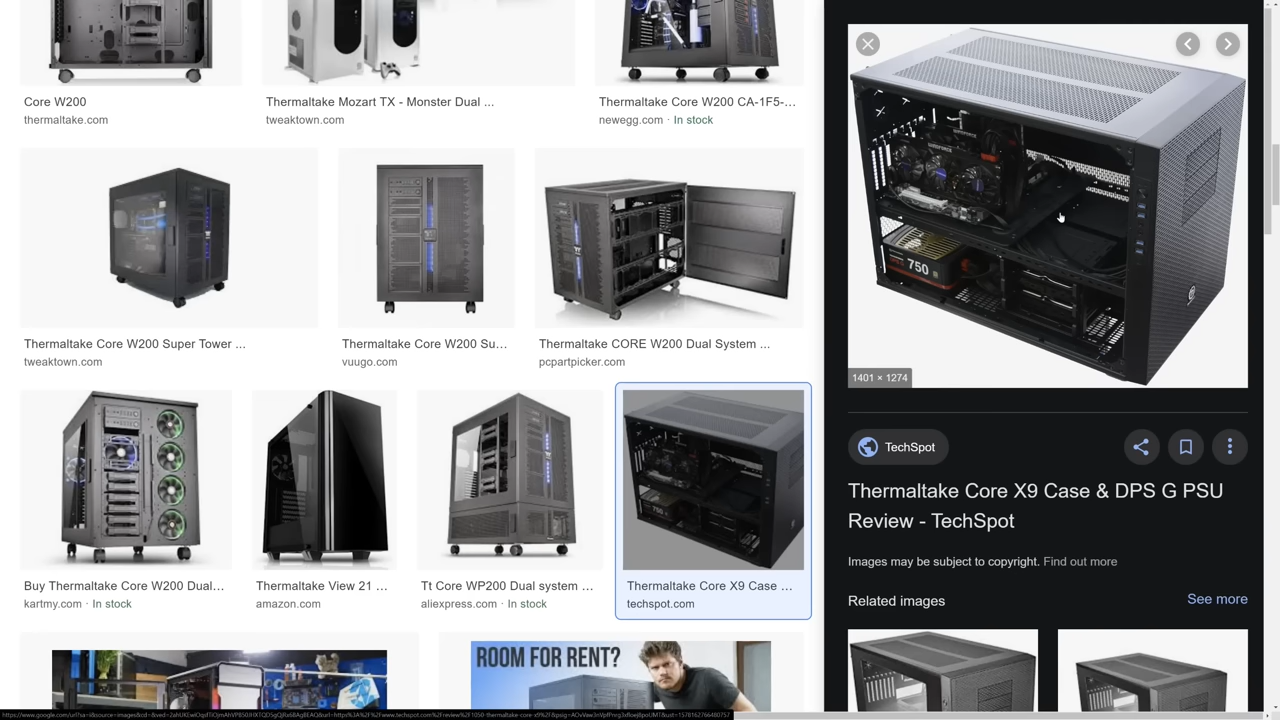 Core W200
thermaltake.com
Thermaltake Mozart TX - Monster Dual ...
tweaktown.com
Thermaltake Core W200 CA-1F5-...
newegg.com · In stock
Thermaltake Core W200 Super Tower ...
tweaktown.com
Thermaltake Core W200 Su...
vuugo.com
Thermaltake CORE W200 Dual System ...
pcpartpicker.com
Buy Thermaltake Core W200 Dual...
kartmy.com · In stock
Thermaltake View 21 ...
amazon.com
Tt Core WP200 Dual system ...
aliexpress.com · In stock
Thermaltake Core X9 Case ...
techspot.com
ROOM FOR RENT?
750
1401 × 1274
TechSpot
Thermaltake Core X9 Case & DPS G PSU
Review - TechSpot
Images may be subject to copyright. Find out more
Related images
See more